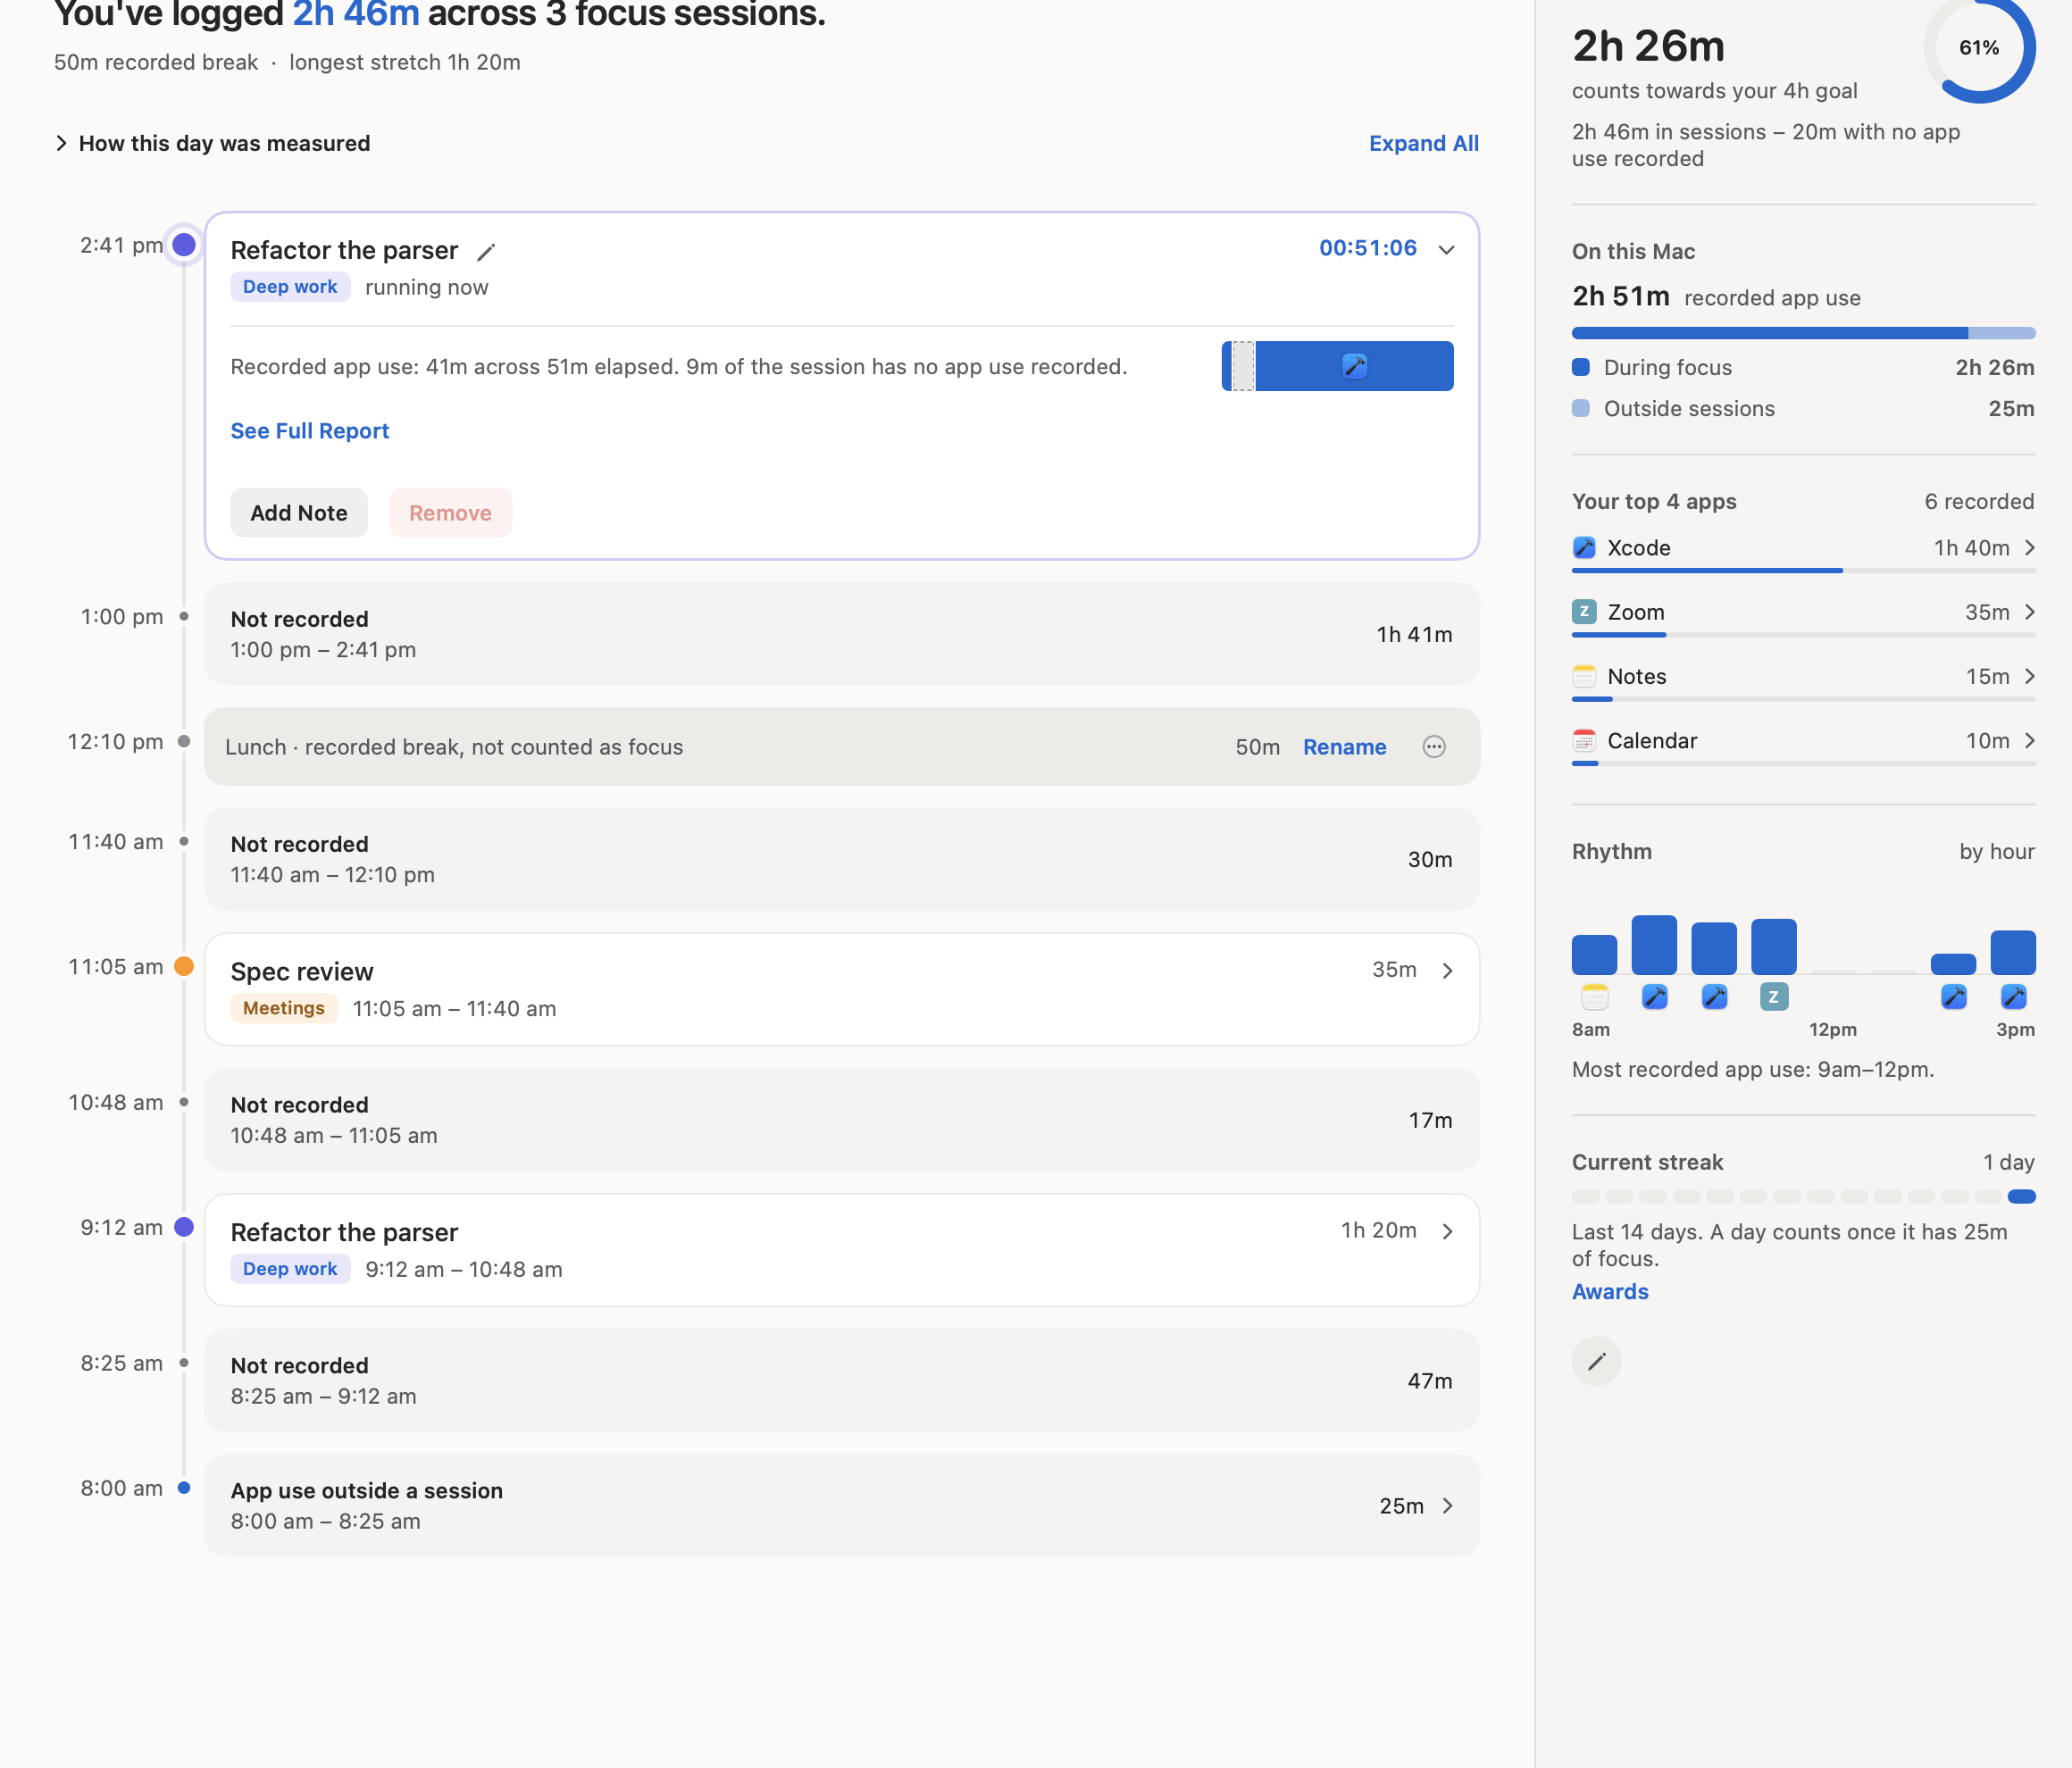 You've logged 2h 46m across 3 focus sessions.
50m recorded break · longest stretch 1h 20m
How this day was measured
Expand All
2:41 pm
Refactor the parser
00:51:06
Deep work
running now
Recorded app use: 41m across 51m elapsed. 9m of the session has no app use recorded.
See Full Report
Add Note
Remove
1:00 pm
Not recorded
1:00 pm – 2:41 pm
1h 41m
12:10 pm
Lunch · recorded break, not counted as focus
50m
Rename
11:40 am
Not recorded
11:40 am – 12:10 pm
30m
11:05 am
Spec review
35m
Meetings
11:05 am – 11:40 am
10:48 am
Not recorded
10:48 am – 11:05 am
17m
9:12 am
Refactor the parser
1h 20m
Deep work
9:12 am – 10:48 am
8:25 am
Not recorded
8:25 am – 9:12 am
47m
8:00 am
App use outside a session
8:00 am – 8:25 am
25m
2h 26m
61%
counts towards your 4h goal
2h 46m in sessions – 20m with no app
use recorded
On this Mac
2h 51m recorded app use
During focus
2h 26m
Outside sessions
25m
Your top 4 apps
6 recorded
Xcode
1h 40m
Z
Zoom
35m
Notes
15m
Calendar
10m
Rhythm
by hour
Z
8am
12pm
3pm
Most recorded app use: 9am–12pm.
Current streak
1 day
Last 14 days. A day counts once it has 25m
of focus.
Awards